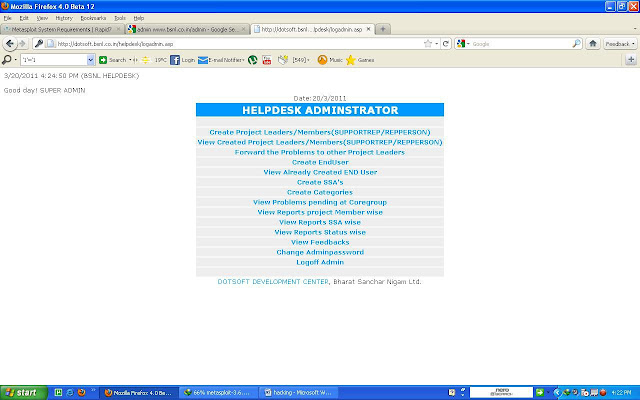 Mozilla Firefox 4.0 Beta 12
File Edit View History Bookmarks Tools Help
Metasploit System Requirements | Rapid7
admin www.bsnl.co.in/admin - Google Se...
http://dotsoft.bsnl.co...lpdesk/logadmin.asp
http://dotsoft.bsnl.co.in/helpdesk/logadmin.asp
Google
Feedback
Search
19°C
Login
E-mail Notifier
[549]
Music
Games
3/20/2011 4:24:50 PM (BSNL HELPDESK)
Good day! SUPER ADMIN
Date:20/3/2011
HELPDESK ADMINSTRATOR
Create Project Leaders/Members(SUPPORTREP/REPPERSON)
View Created Project Leaders/Members(SUPPORTREP/REPPERSON)
Forward the Problems to other Project Leaders
Create EndUser
View Already Created END User
Create SSA's
Create Categories
View Problems pending at Coregroup
View Reports project Member wise
View Reports SSA wise
View Reports Status wise
View Feedbacks
Change Adminpassword
Logoff Admin
DOTSOFT DEVELOPMENT CENTER, Bharat Sanchar Nigam Ltd.
start
Mozilla Firefox 4.0 B...
66% metasploit-3.6....
hacking - Microsoft W...
nero
4:22 PM